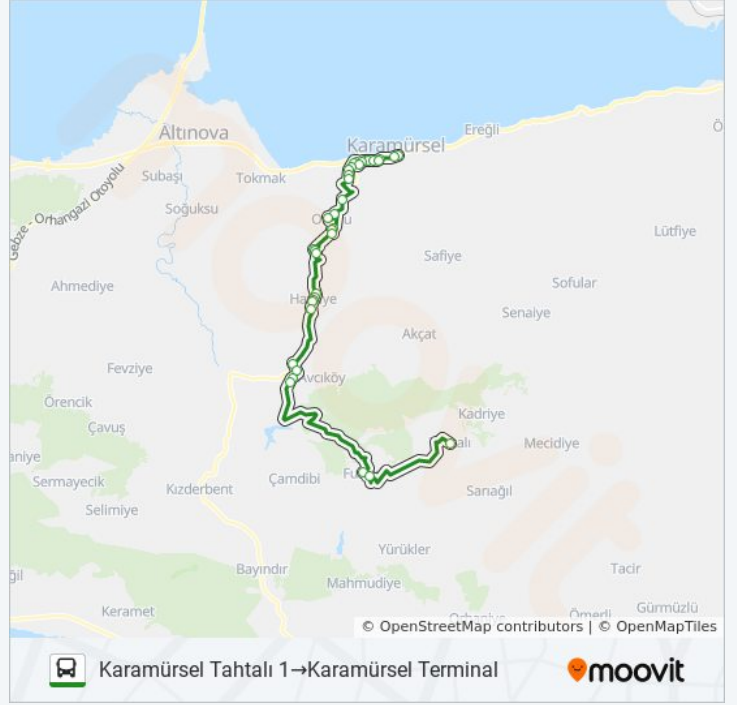 Karamürsel
Ereğli
Altınova
Subaşı
Tokmak
Gebze - Orhangazi Otoyolu
Soğuksu
Lütfiye
Safiye
Ahmediye
Sofular
Senaiye
Akçat
Fevziye
Avcıköy
Örencik
Kadriye
Çavuş
Mecidiye
Sermayecik
Çamdibi
Kızderbent
Sarıağıl
Selimiye
Yürükler
Bayındır
Tacir
Mahmudiye
Keramet
Ömerli
Gürmüzlü
© OpenStreetMap contributors | © OpenMapTiles
Karamürsel Tahtalı 1→Karamürsel Terminal
moovit